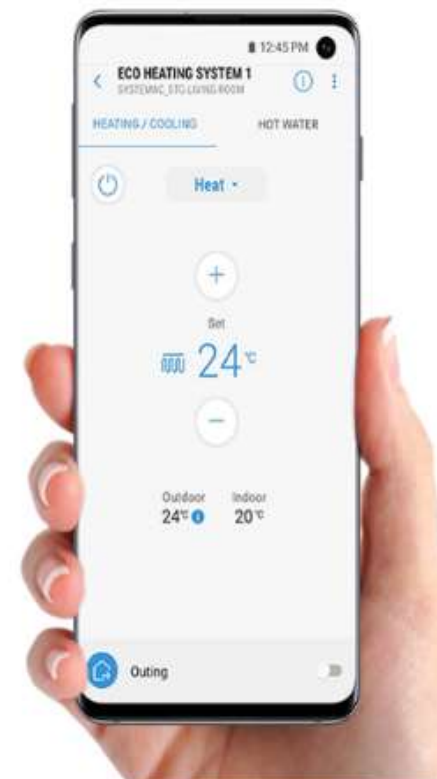 12:45 PM
ECO HEATING SYSTEM 1
HEATING / COOLING
HOT WATER
Heat
Set
24℃
Outdoor
Indoor
24℃
20℃
Outing